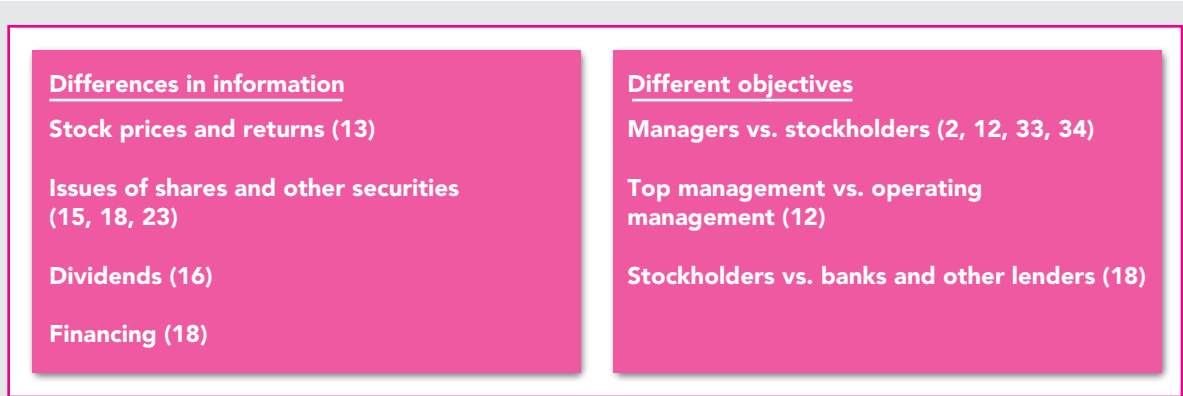 Differences in information
Stock prices and returns (13)
Issues of shares and other securities
(15, 18, 23)
Dividends (16)
Financing (18)
Different objectives
Managers vs. stockholders (2, 12, 33, 34)
Top management vs. operating
management (12)
Stockholders vs. banks and other lenders (18)